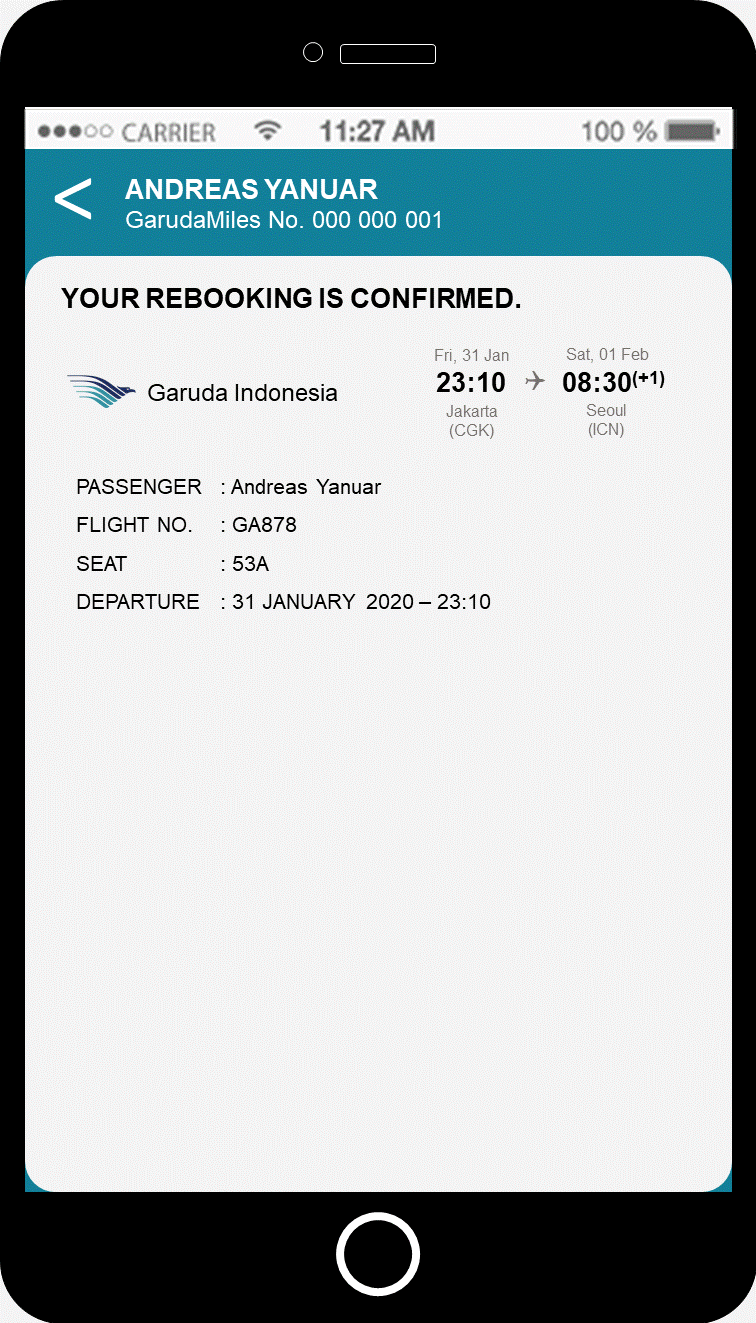 CARRIER 11:27 AM 100 %
< ANDREAS YANUAR
GarudaMiles No. 000 000 001
YOUR REBOOKING IS CONFIRMED.
Garuda Indonesia
Fri, 31 Jan Sat, 01 Feb
23:10 08:30(+1)
Jakarta Seoul
(CGK) (ICN)
PASSENGER : Andreas Yanuar
FLIGHT NO. : GA878
SEAT : 53A
DEPARTURE : 31 JANUARY 2020 – 23:10